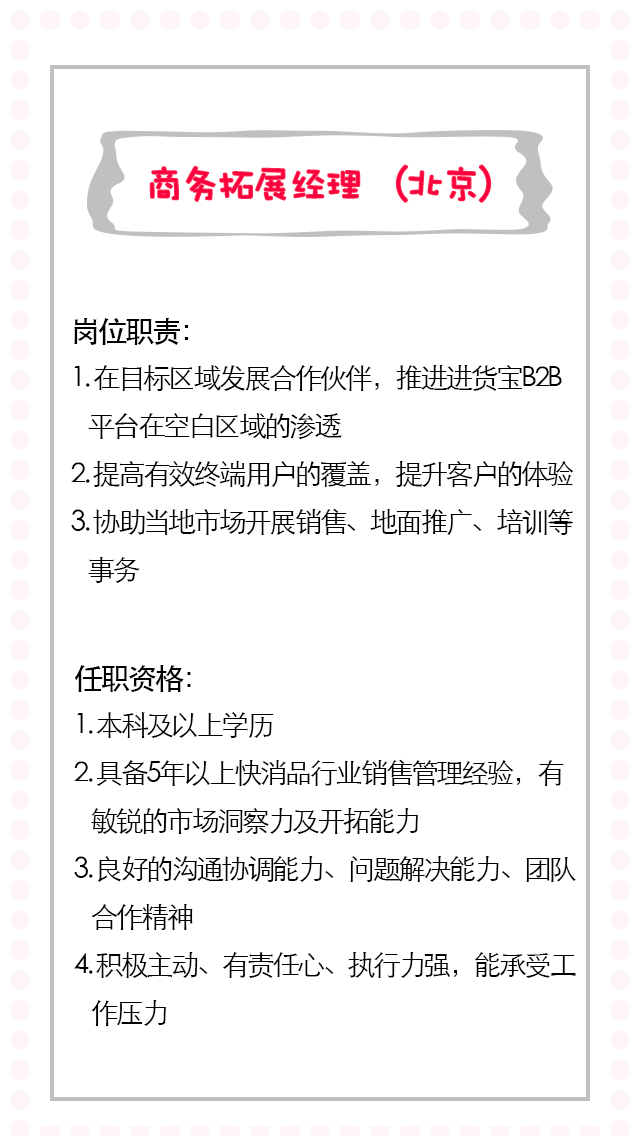 商务拓展经理 （北京）
岗位职责：
1.在目标区域发展合作伙伴，推进进货宝B2B
平台在空白区域的渗透
2.提高有效终端用户的覆盖，提升客户的体验
3.协助当地市场开展销售、地面推广、培训等
事务
任职资格：
1.本科及以上学历
2.具备5年以上快消品行业销售管理经验，有
敏锐的市场洞察力及开拓能力
3.良好的沟通协调能力、问题解决能力、团队
合作精神
4.积极主动、有责任心、执行力强，能承受工
作压力